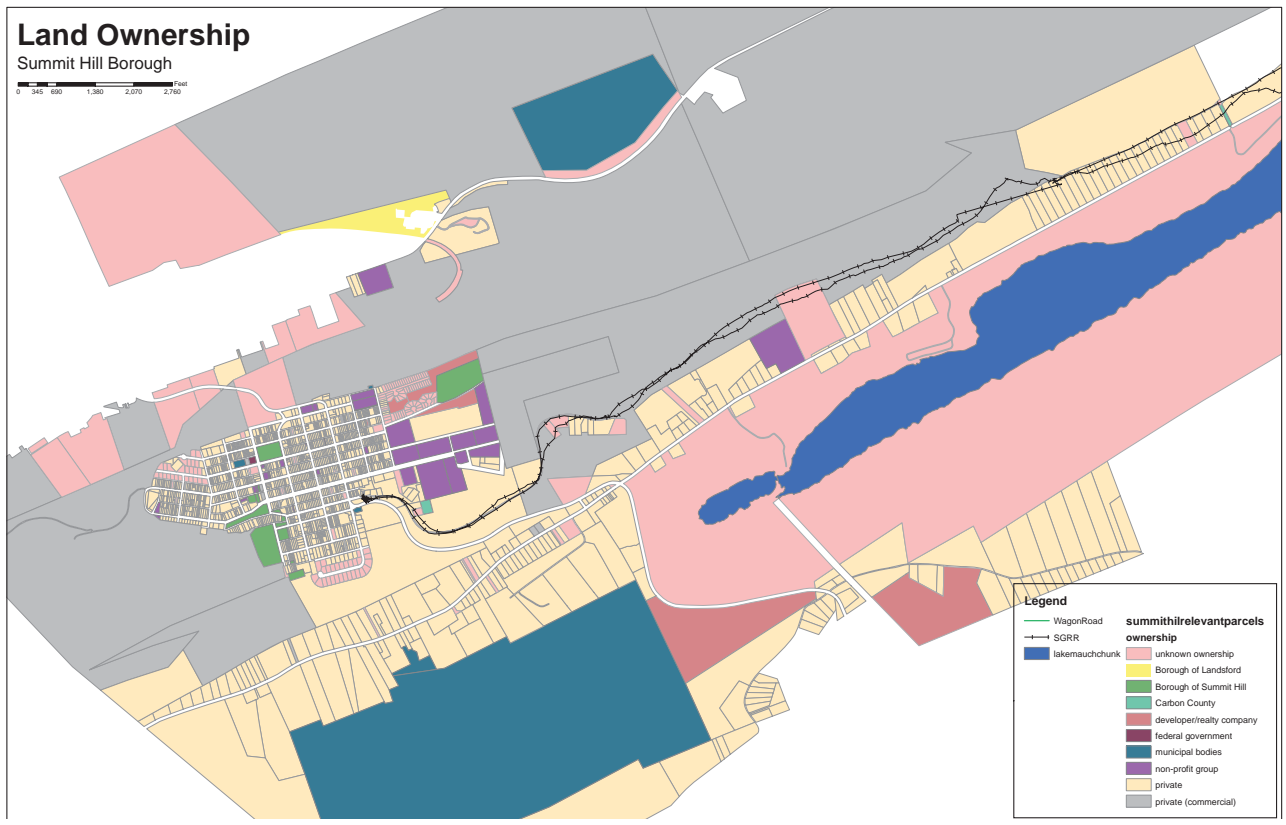 Land Ownership
Summit Hill Borough
Feet
0 345 690 1,380 2,070 2,760
Legend
WagonRoad
SGRR
lakemauchchunk
summithilrelevantparcels
ownership
unknown ownership
Borough of Landsford
Borough of Summit Hill
Carbon County
developer/realty company
federal government
municipal bodies
non-profit group
private
private (commercial)